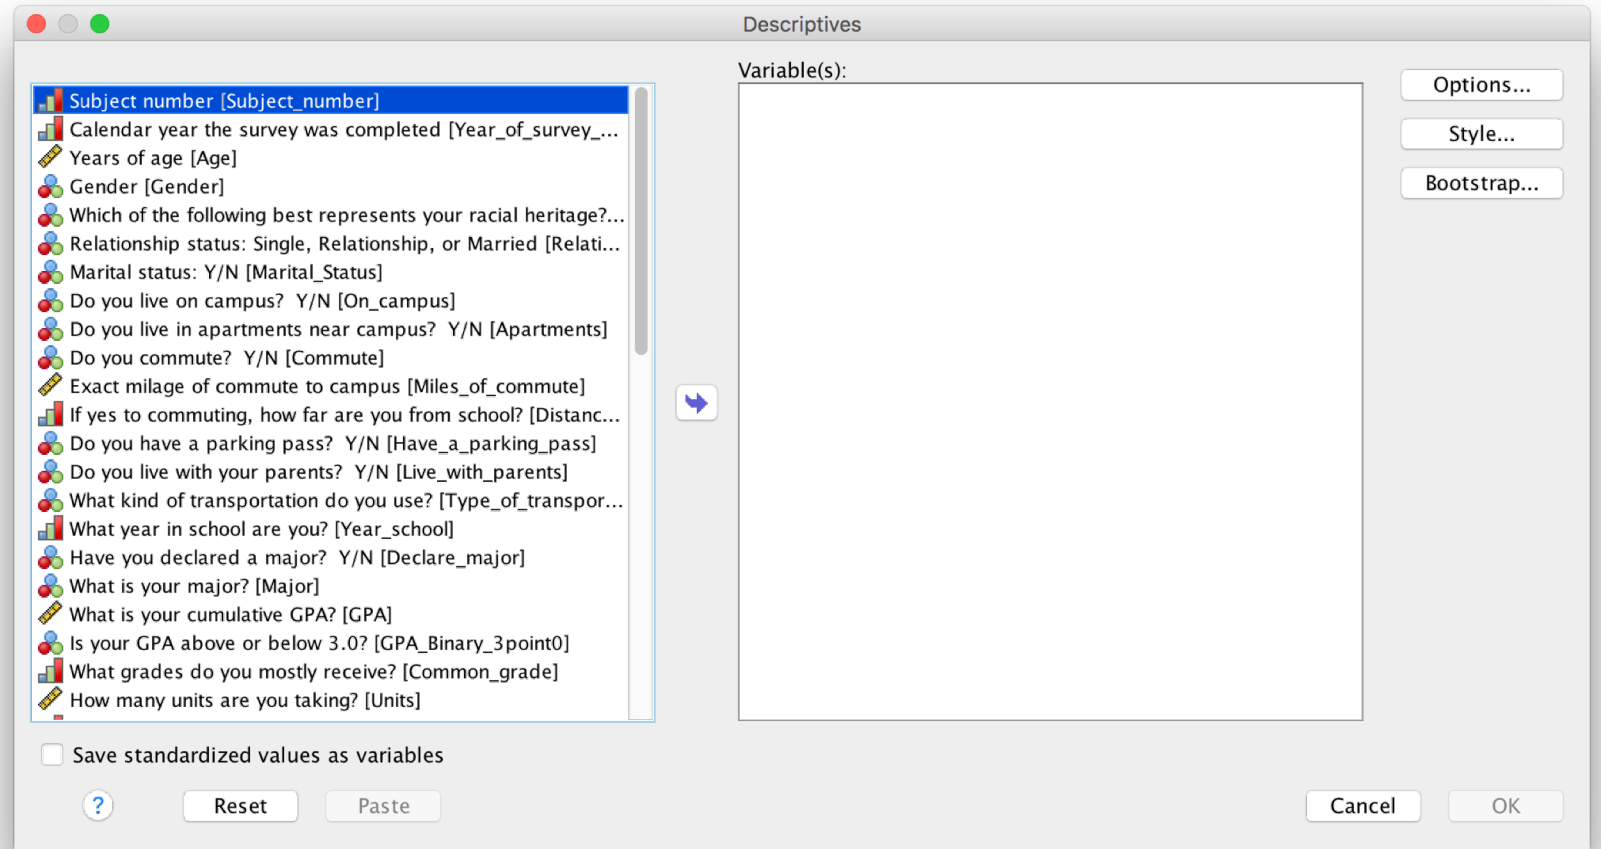 Descriptives
Variable(s):
Subject number [Subject_number]
Calendar year the survey was completed [Year_of_survey_...
Years of age [Age]
Gender [Gender]
Which of the following best represents your racial heritage?...
Relationship status: Single, Relationship, or Married [Relati...
Marital status: Y/N [Marital_Status]
Do you live on campus?  Y/N [On_campus]
Do you live in apartments near campus?  Y/N [Apartments]
Do you commute?  Y/N [Commute]
Exact milage of commute to campus [Miles_of_commute]
If yes to commuting, how far are you from school? [Distanc...
Do you have a parking pass?  Y/N [Have_a_parking_pass]
Do you live with your parents?  Y/N [Live_with_parents]
What kind of transportation do you use? [Type_of_transpor...
What year in school are you? [Year_school]
Have you declared a major?  Y/N [Declare_major]
What is your major? [Major]
What is your cumulative GPA? [GPA]
Is your GPA above or below 3.0? [GPA_Binary_3point0]
What grades do you mostly receive? [Common_grade]
How many units are you taking? [Units]
Options...
Style...
Bootstrap...
Save standardized values as variables
? Reset Paste Cancel OK